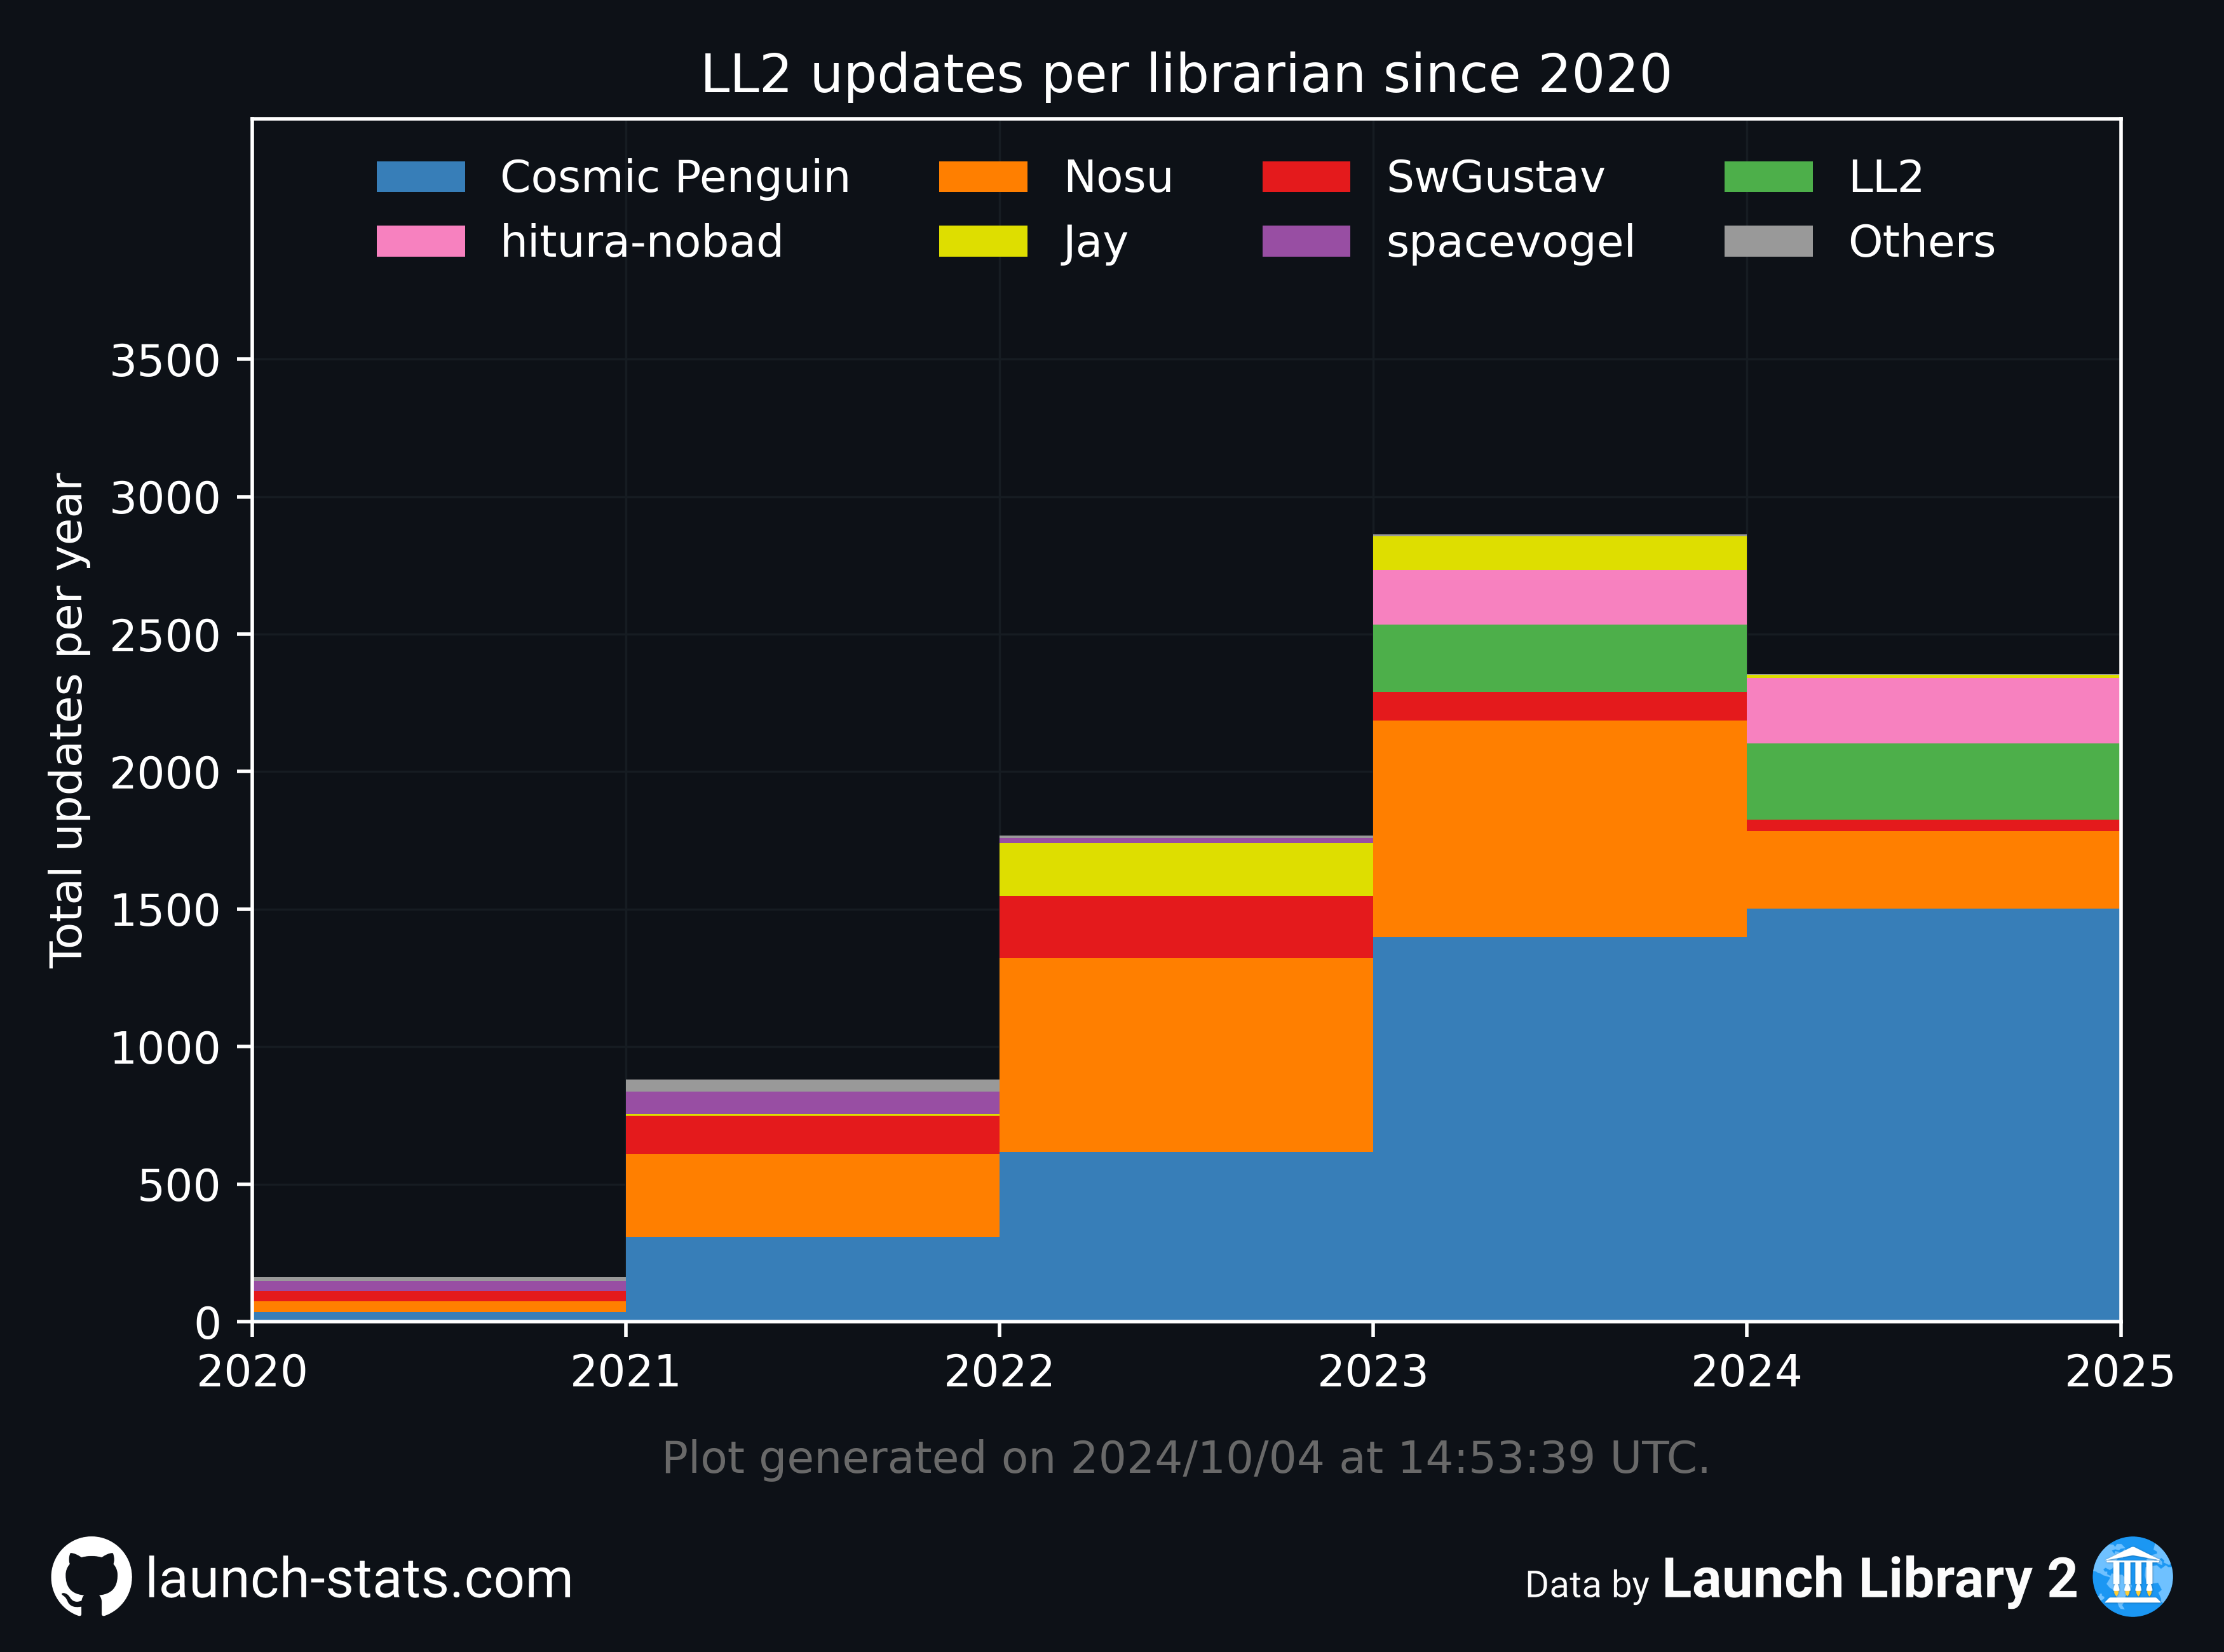 LL2 updates per librarian since 2020
Cosmic Penguin Nosu SwGustav LL2
hitura-nobad Jay spacevogel Others
Total updates per year
3500
3000
2500
2000
1500
1000
500
0
2020 2021 2022 2023 2024 2025
Plot generated on 2024/10/04 at 14:53:39 UTC.
launch-stats.com
Data by Launch Library 2